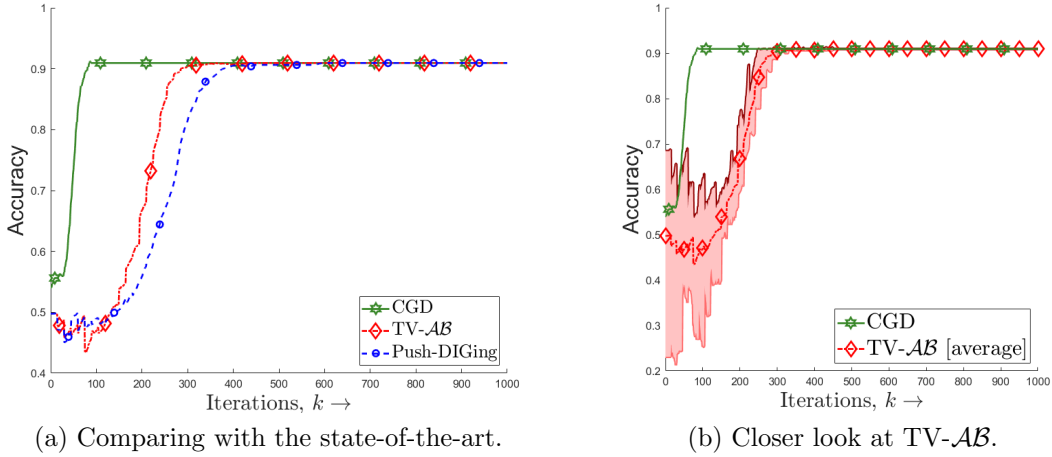 1
0.9
0.8
0.7
0.6
0.5
0.4
Accuracy
0 100 200 300 400 500 600 700 800 900 1000
Iterations, k →
CGD
TV-𝒜ℬ
Push-DIGing
(a) Comparing with the state-of-the-art.
1
0.9
0.8
0.7
0.6
0.5
0.4
0.3
0.2
Accuracy
0 100 200 300 400 500 600 700 800 900 1000
Iterations, k →
CGD
TV-𝒜ℬ [average]
(b) Closer look at TV-𝒜ℬ.